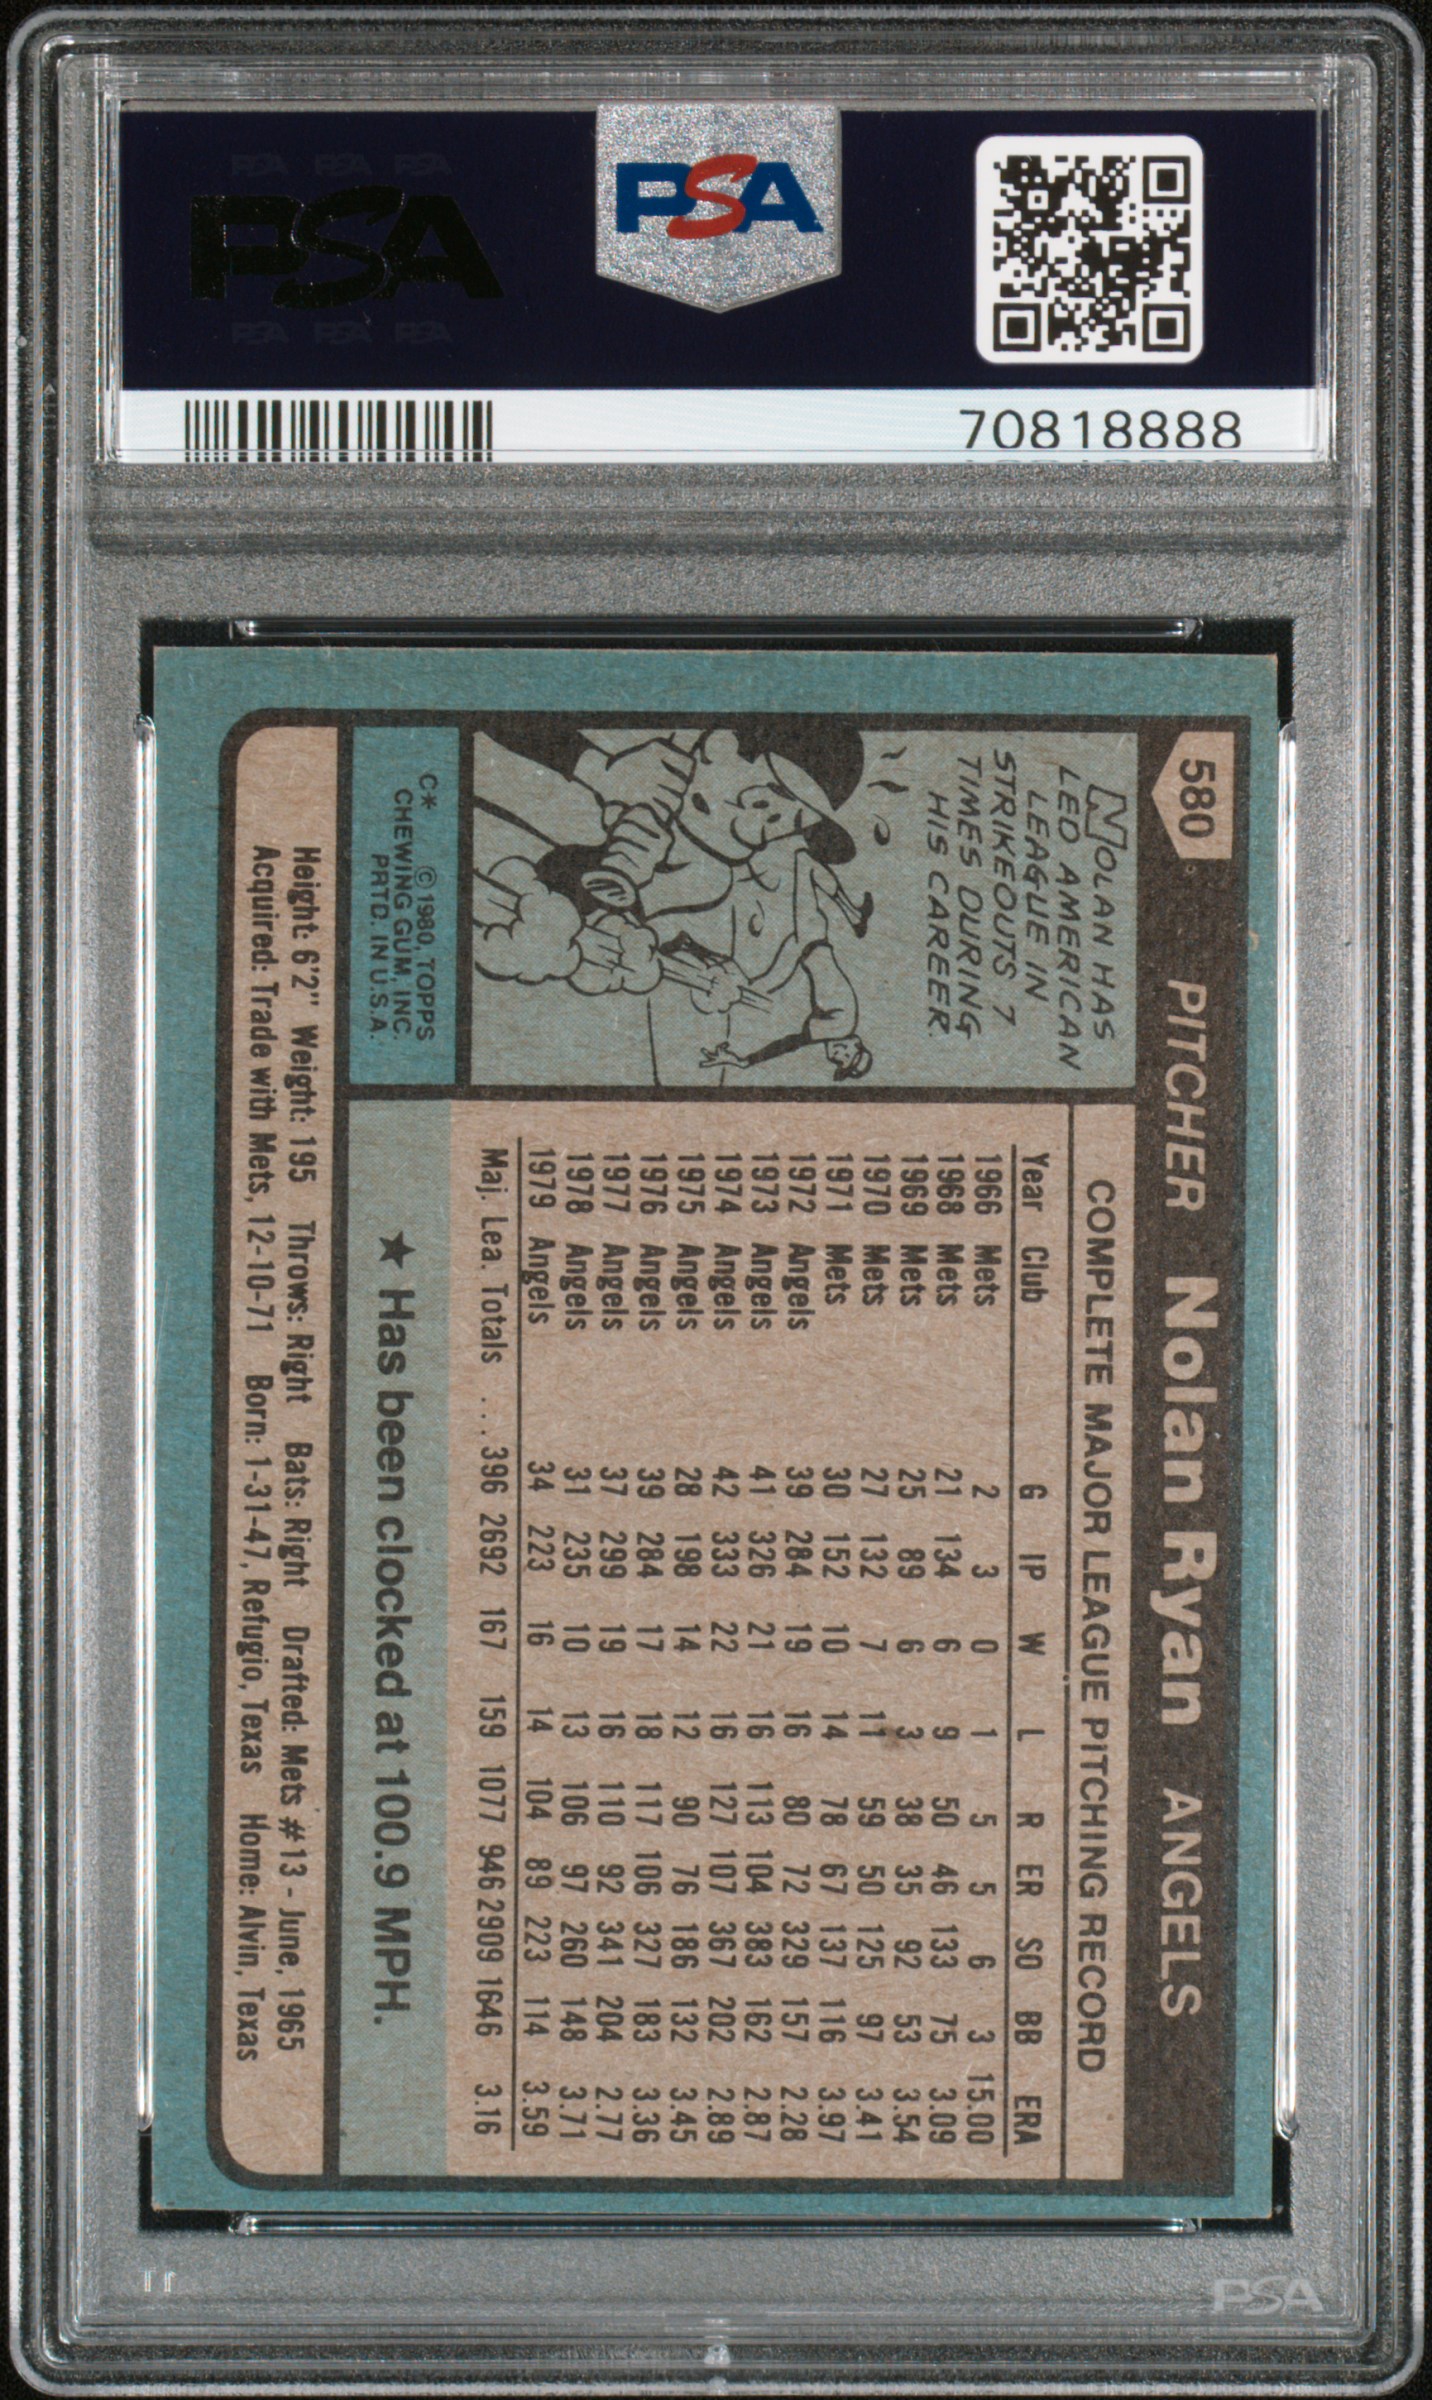 PSA PSA PSA
PSA
PSA PSA PSA
PSA
70818888
580 PITCHER Nolan Ryan ANGELS
NOLAN HAS
LED AMERICAN
LEAGUE IN
STRIKEOUTS 7
TIMES DURING
HIS CAREER.
C* © 1980, TOPPS
CHEWING GUM, INC.
PRTD. IN U.S.A.
COMPLETE MAJOR LEAGUE PITCHING RECORD
Year Club G IP W L R ER SO BB ERA
1966 Mets 2 3 0 1 5 5 6 3 15.00
1968 Mets 21 134 6 9 50 46 133 75 3.09
1969 Mets 25 89 6 3 38 35 92 53 3.54
1970 Mets 27 132 7 11 59 50 125 97 3.41
1971 Mets 30 152 10 14 78 67 137 116 3.97
1972 Angels 39 284 19 16 80 72 329 157 2.28
1973 Angels 41 326 21 16 113 104 383 162 2.87
1974 Angels 42 333 22 16 127 107 367 202 2.89
1975 Angels 28 198 14 12 90 76 186 132 3.45
1976 Angels 39 284 17 18 117 106 327 183 3.36
1977 Angels 37 299 19 16 110 92 341 204 2.77
1978 Angels 31 235 10 13 106 97 260 148 3.71
1979 Angels 34 223 16 14 104 89 223 114 3.59
Maj. Lea. Totals ... 396 2692 167 159 1077 946 2909 1646 3.16
★ Has been clocked at 100.9 MPH.
Height: 6'2" Weight: 195 Throws: Right Bats: Right Drafted: Mets #13 - June, 1965
Acquired: Trade with Mets, 12-10-71 Born: 1-31-47, Refugio, Texas Home: Alvin, Texas
PSA